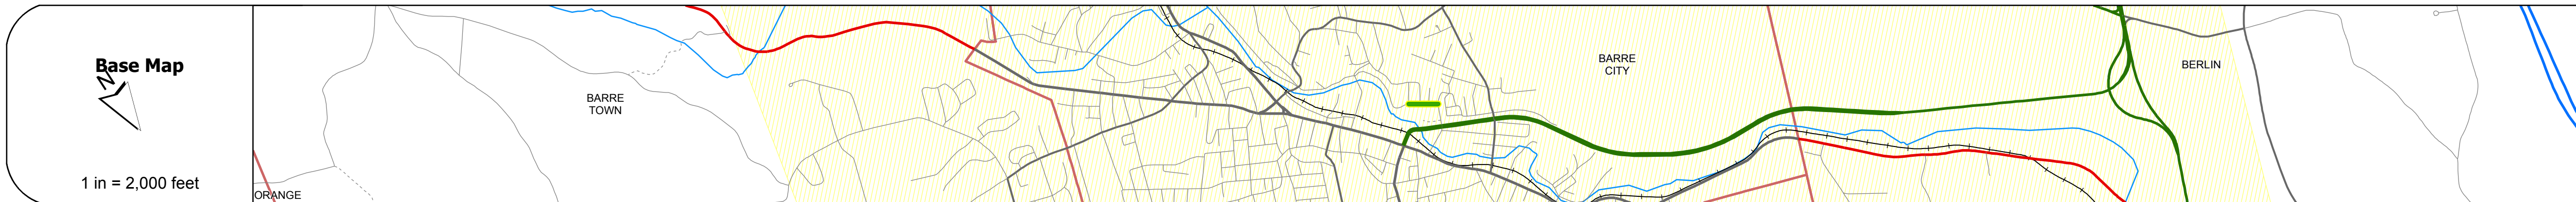 Base Map
N
1 in = 2,000 feet
ORANGE
BARRE
TOWN
BARRE
CITY
BERLIN